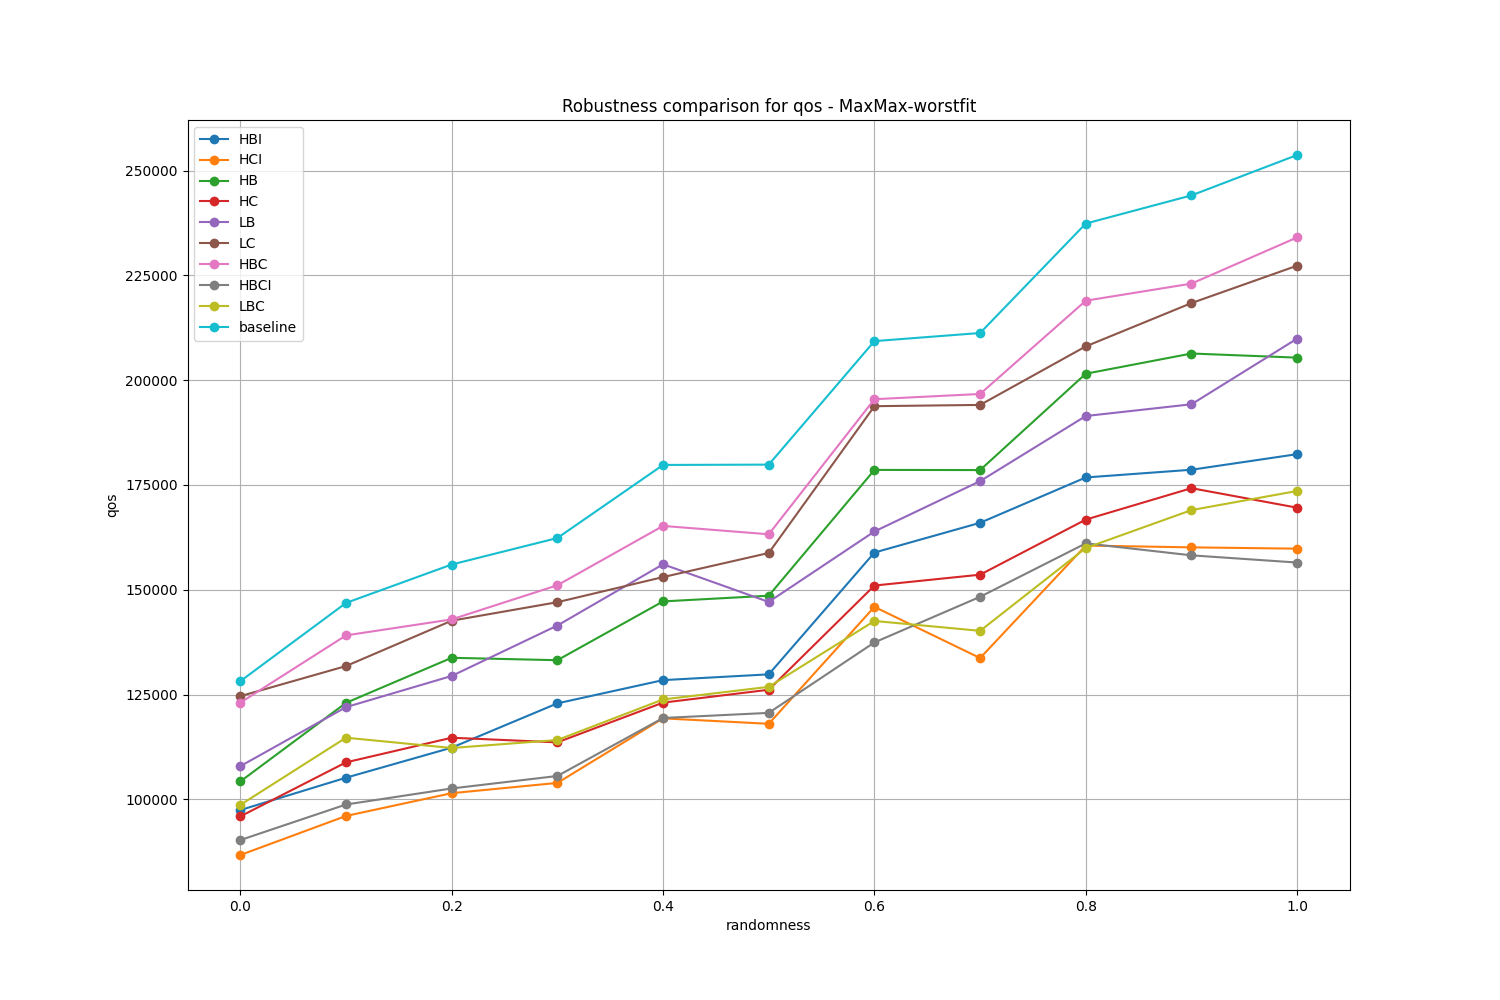 Robustness comparison for qos - MaxMax-worstfit
HBI
HCI
HB
HC
LB
LC
HBC
HBCI
LBC
baseline
250000
225000
200000
175000
150000
125000
100000
qos
0.0 0.2 0.4 0.6 0.8 1.0
randomness